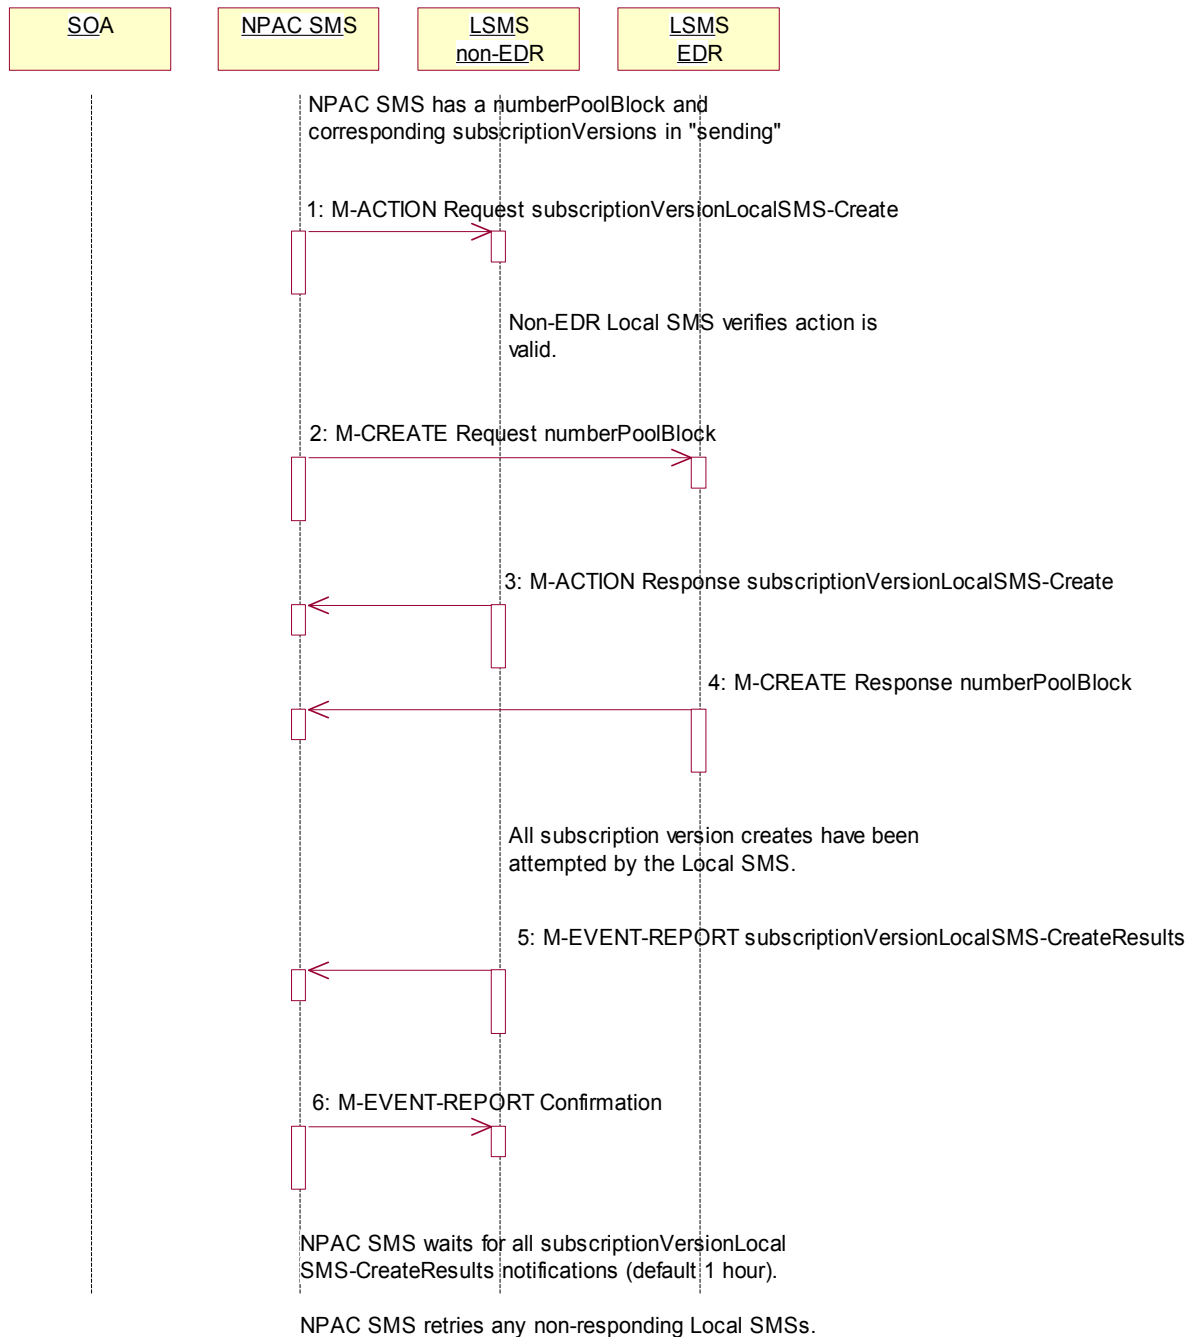 SOA
NPAC SMS
LSMS
non-EDR
LSMS
EDR
NPAC SMS has a numberPoolBlock and
corresponding subscriptionVersions in "sending"
1: M-ACTION Request subscriptionVersionLocalSMS-Create
Non-EDR Local SMS verifies action is
valid.
2: M-CREATE Request numberPoolBlock
3: M-ACTION Response subscriptionVersionLocalSMS-Create
4: M-CREATE Response numberPoolBlock
All subscription version creates have been
attempted by the Local SMS.
5: M-EVENT-REPORT subscriptionVersionLocalSMS-CreateResults
6: M-EVENT-REPORT Confirmation
NPAC SMS waits for all subscriptionVersionLocal
SMS-CreateResults notifications (default 1 hour).
NPAC SMS retries any non-responding Local SMSs.